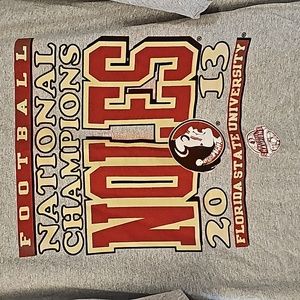 FOOTBALL
NATIONAL
CHAMPIONS
NOLES
20 13
FLORIDA STATE UNIVERSITY